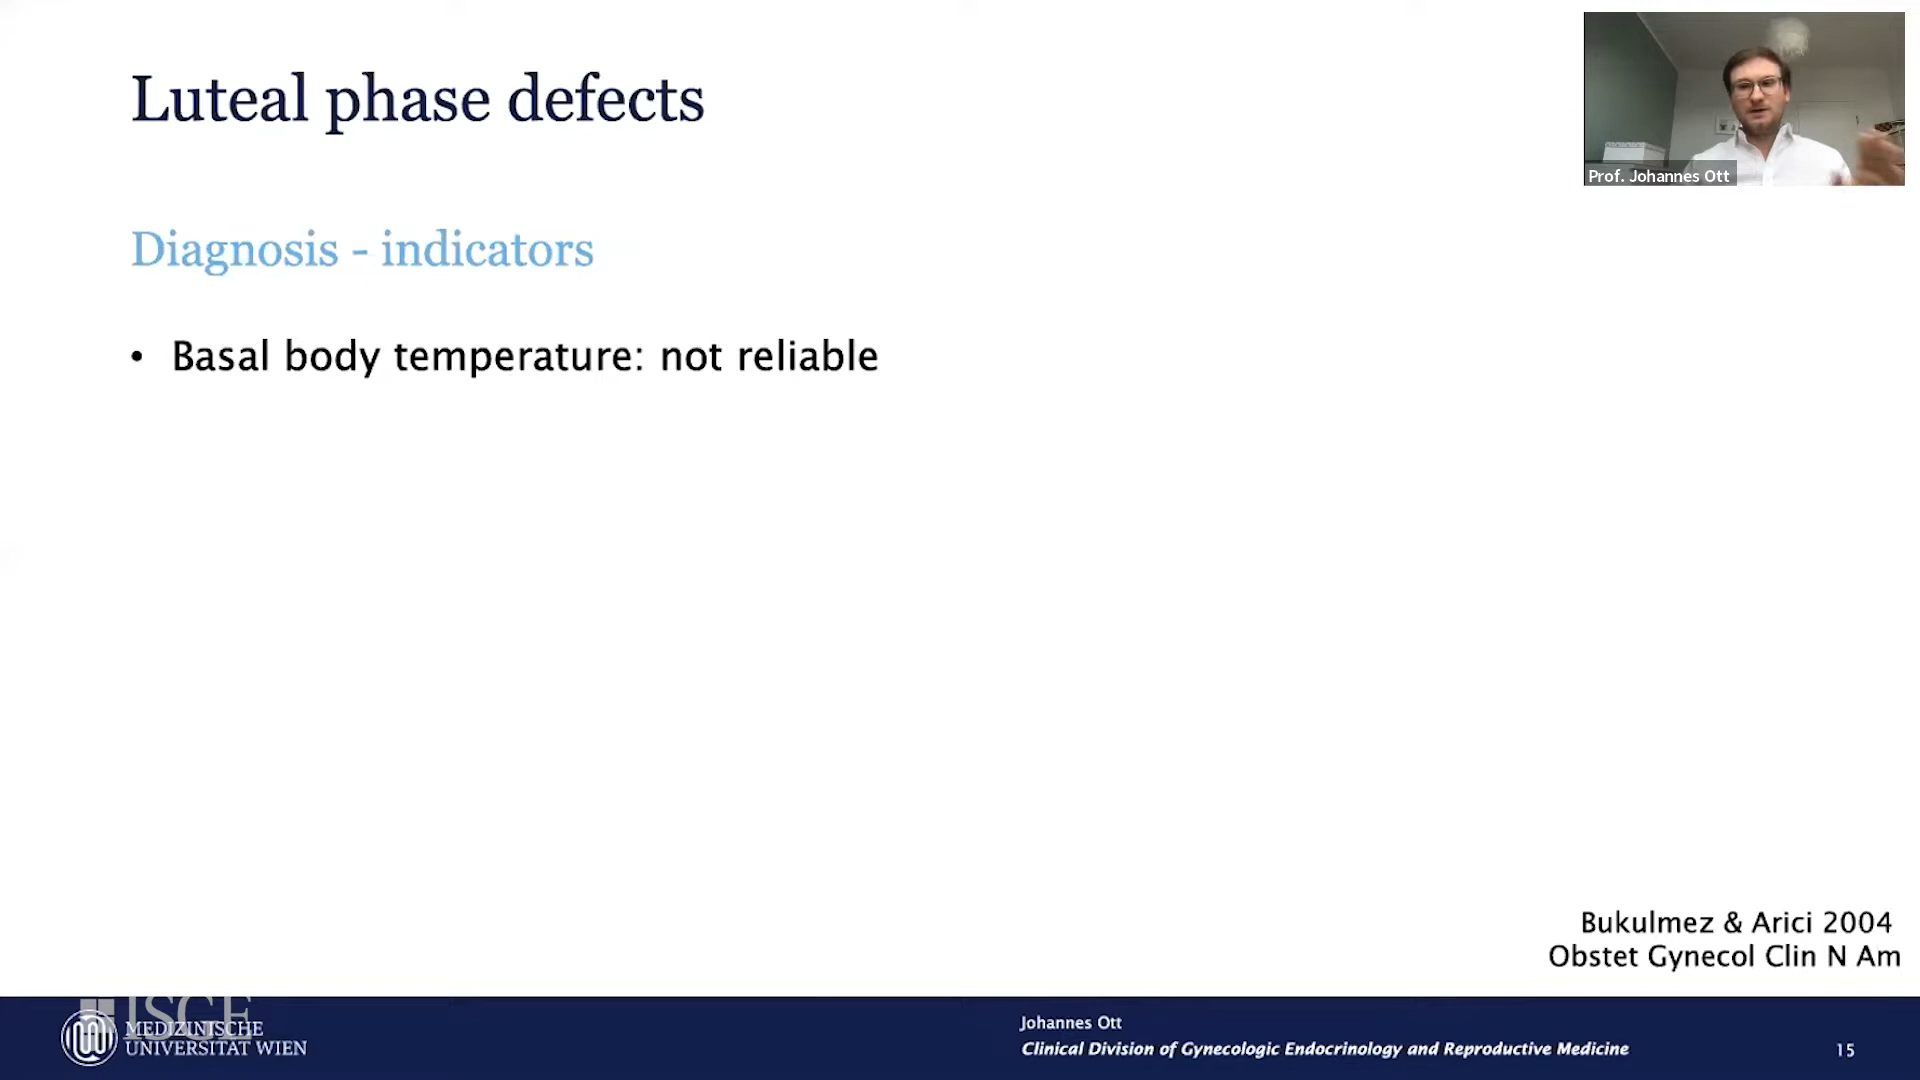 Luteal phase defects
Prof. Johannes Ott
Diagnosis - indicators
• Basal body temperature: not reliable
Bukulmez & Arici 2004
Obstet Gynecol Clin N Am
ISGE
MEDIZINISCHE
UNIVERSITÄT WIEN
Johannes Ott
Clinical Division of Gynecologic Endocrinology and Reproductive Medicine
15